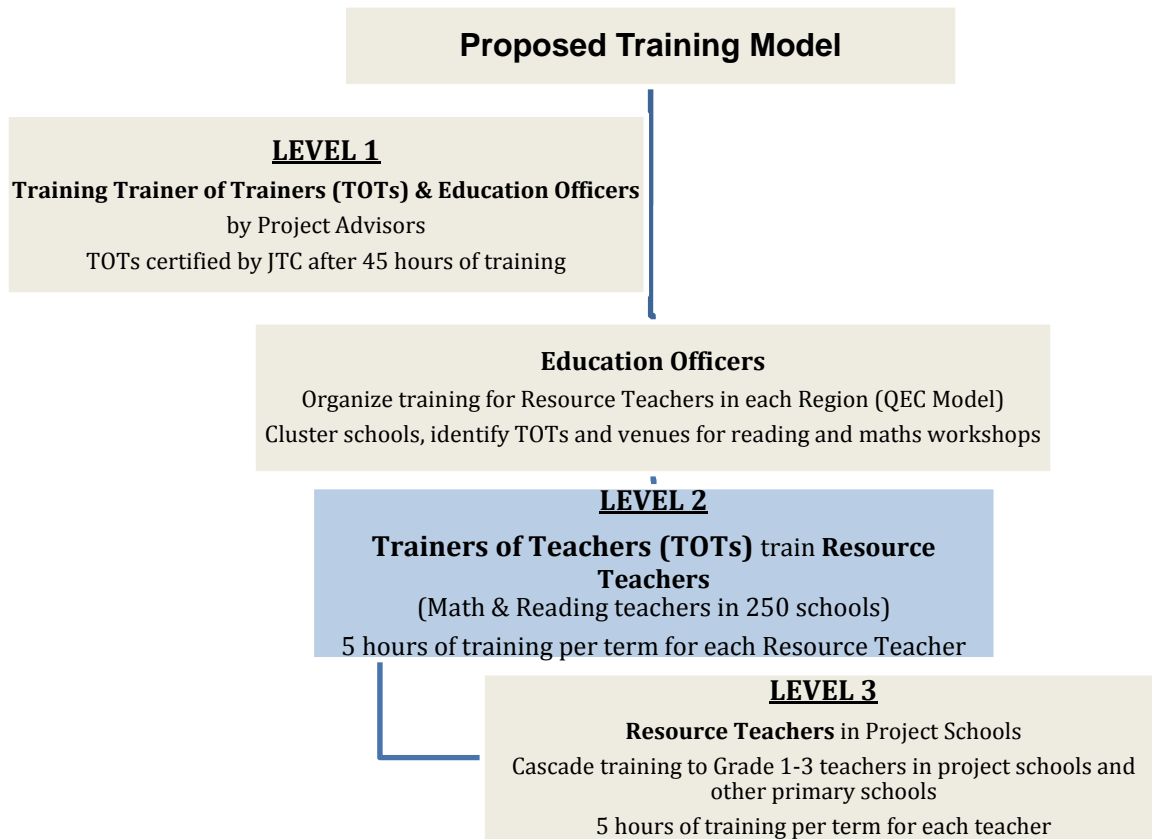 Proposed Training Model
LEVEL 1
Training Trainer of Trainers (TOTs) & Education Officers
by Project Advisors
TOTs certified by JTC after 45 hours of training
Education Officers
Organize training for Resource Teachers in each Region (QEC Model)
Cluster schools, identify TOTs and venues for reading and maths workshops
LEVEL 2
Trainers of Teachers (TOTs) train Resource
Teachers
(Math & Reading teachers in 250 schools)
5 hours of training per term for each Resource Teacher
LEVEL 3
Resource Teachers in Project Schools
Cascade training to Grade 1-3 teachers in project schools and
other primary schools
5 hours of training per term for each teacher